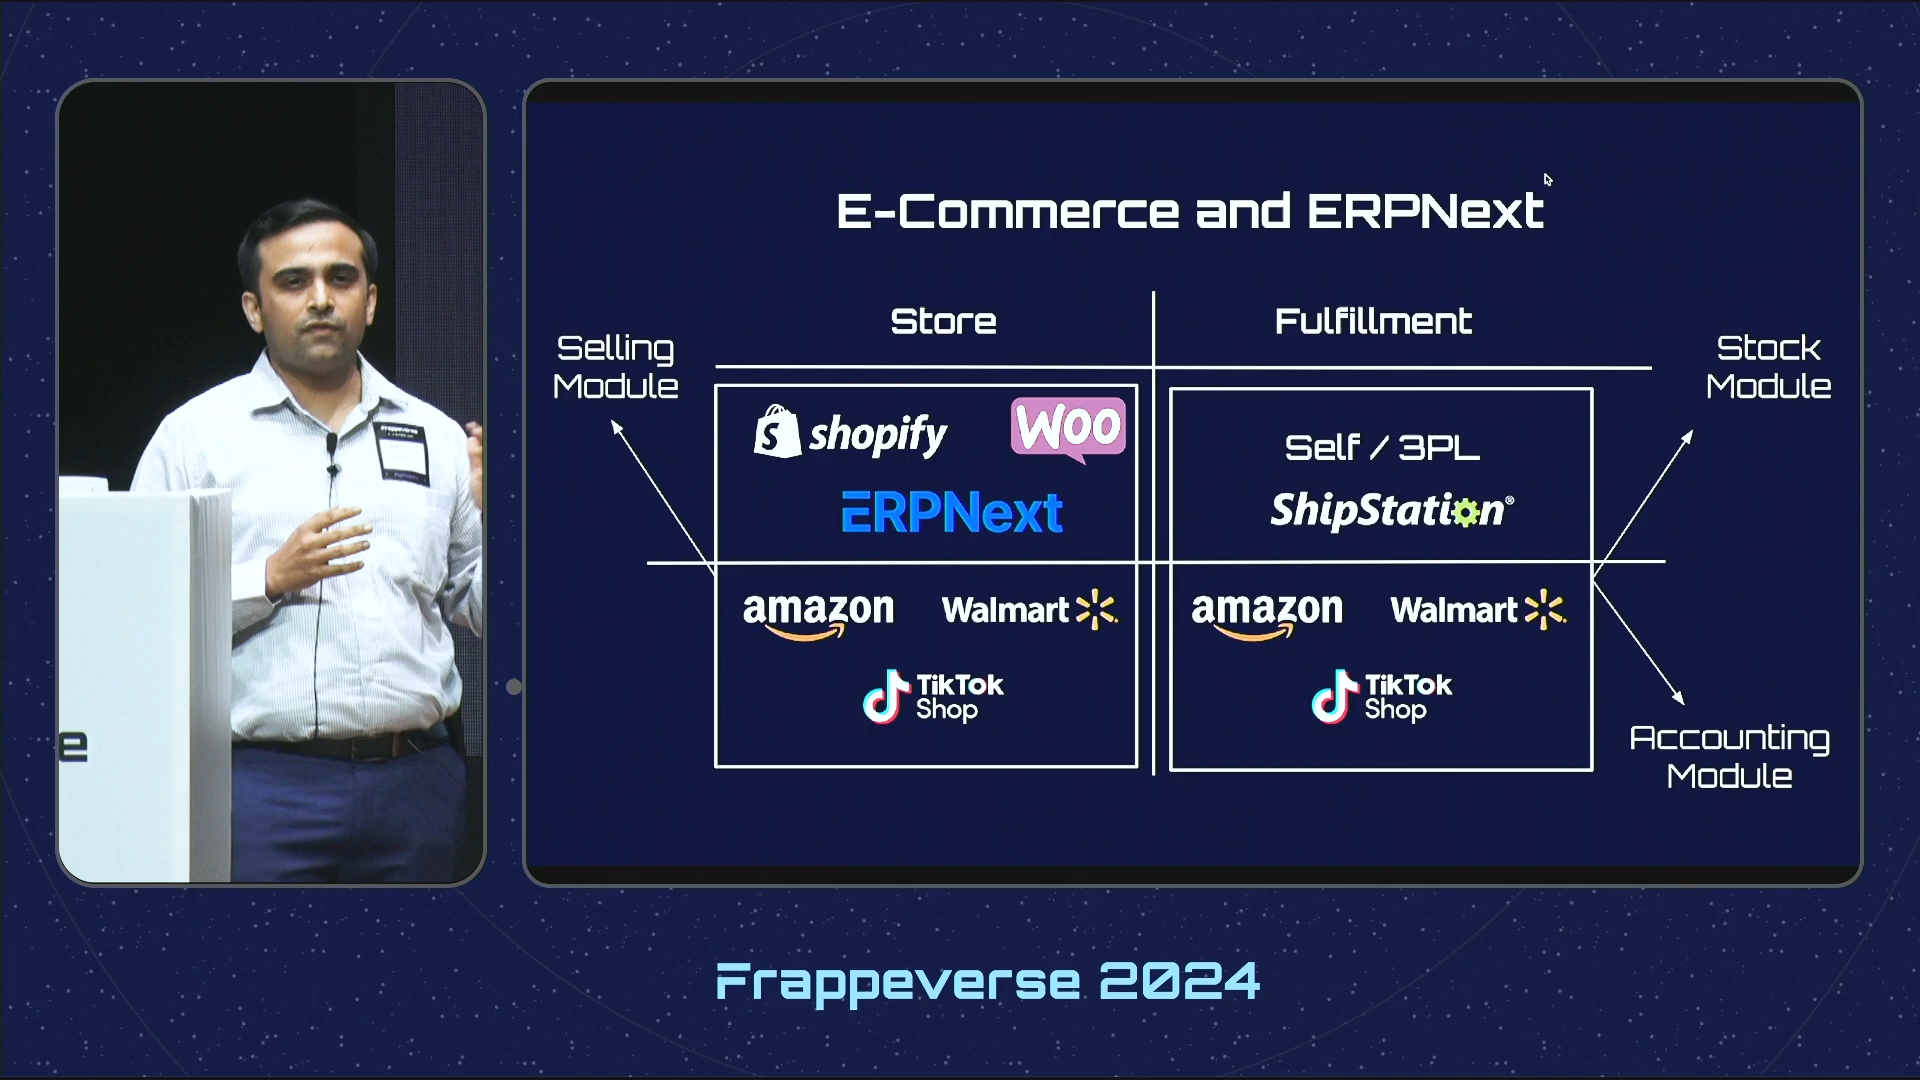 E-Commerce and ERPNext
Store
Fulfillment
Selling
Module
Stock
Module
shopify
WOO
ERPNext
Self / 3PL
ShipStation®
amazon
Walmart
TikTok
Shop
amazon
Walmart
TikTok
Shop
Accounting
Module
Frappeverse
e
Frappeverse 2024